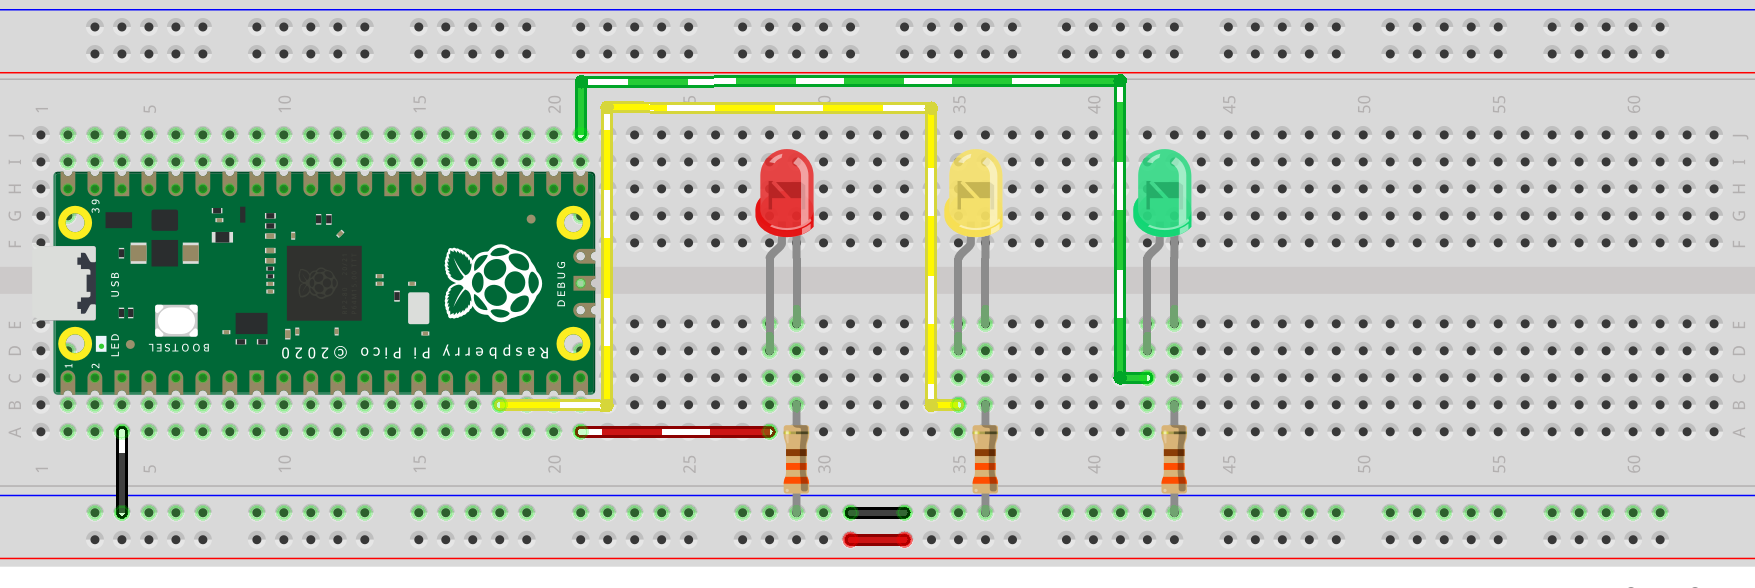 1 5 10 15 20 25 30 35 40 45 50 55 60
J J
I I
H H
G G
F F
39
USB
DEBUG
BOOTSEL
LED
Raspberry Pi Pico ©2020
1
2
E E
D D
C C
B B
A A
1 5 10 15 20 25 30 35 40 45 50 55 60